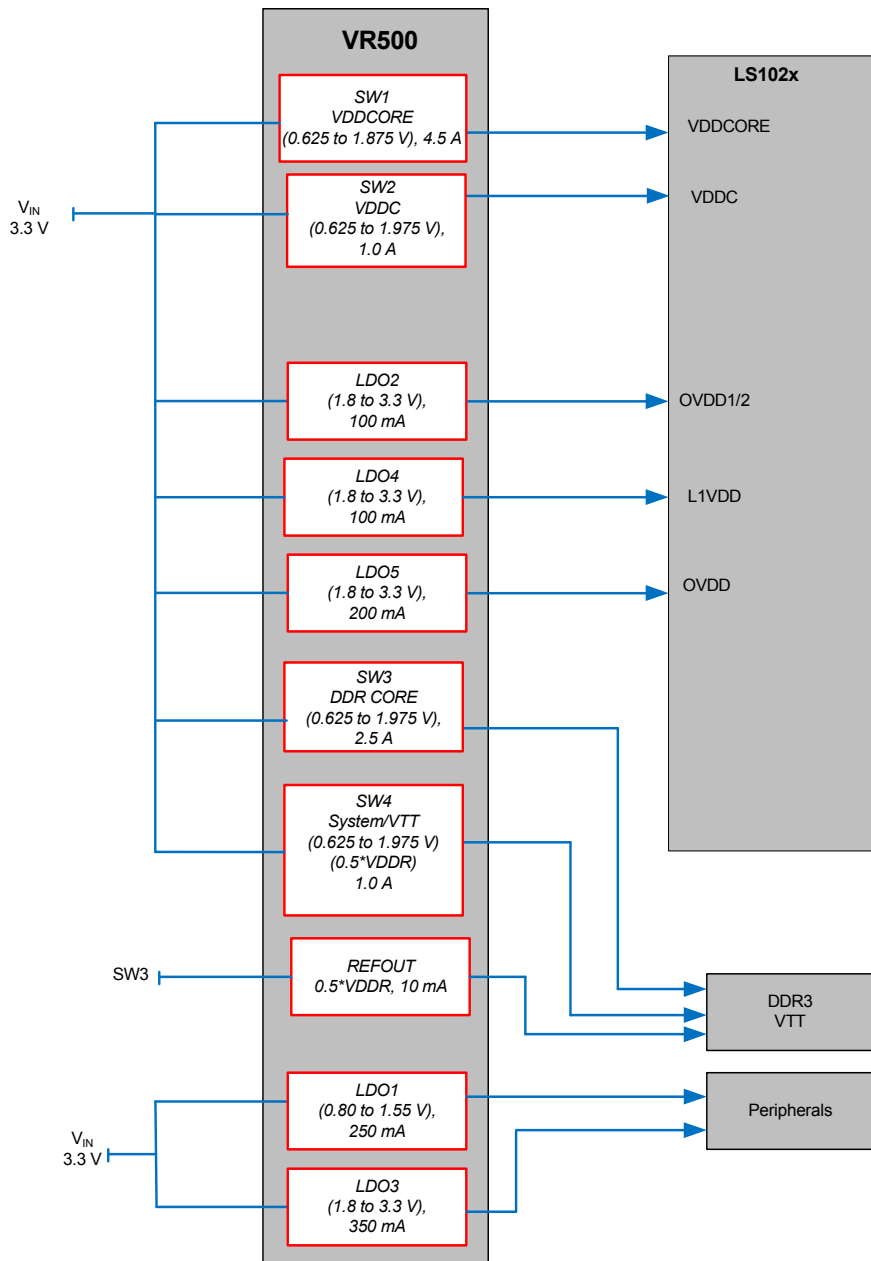 VR500
LS102x
SW1
VDDCORE
(0.625 to 1.875 V), 4.5 A
VDDCORE
SW2
VDDC
(0.625 to 1.975 V),
1.0 A
VDDC
VIN
3.3 V
LDO2
(1.8 to 3.3 V),
100 mA
OVDD1/2
LDO4
(1.8 to 3.3 V),
100 mA
L1VDD
LDO5
(1.8 to 3.3 V),
200 mA
OVDD
SW3
DDR CORE
(0.625 to 1.975 V),
2.5 A
SW4
System/VTT
(0.625 to 1.975 V)
(0.5*VDDR)
1.0 A
SW3
REFOUT
0.5*VDDR, 10 mA
DDR3
VTT
LDO1
(0.80 to 1.55 V),
250 mA
Peripherals
VIN
3.3 V
LDO3
(1.8 to 3.3 V),
350 mA